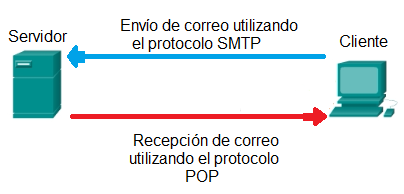 Servidor
Envío de correo utilizando
el protocolo SMTP
Cliente
Recepción de correo
utilizando el protocolo
POP